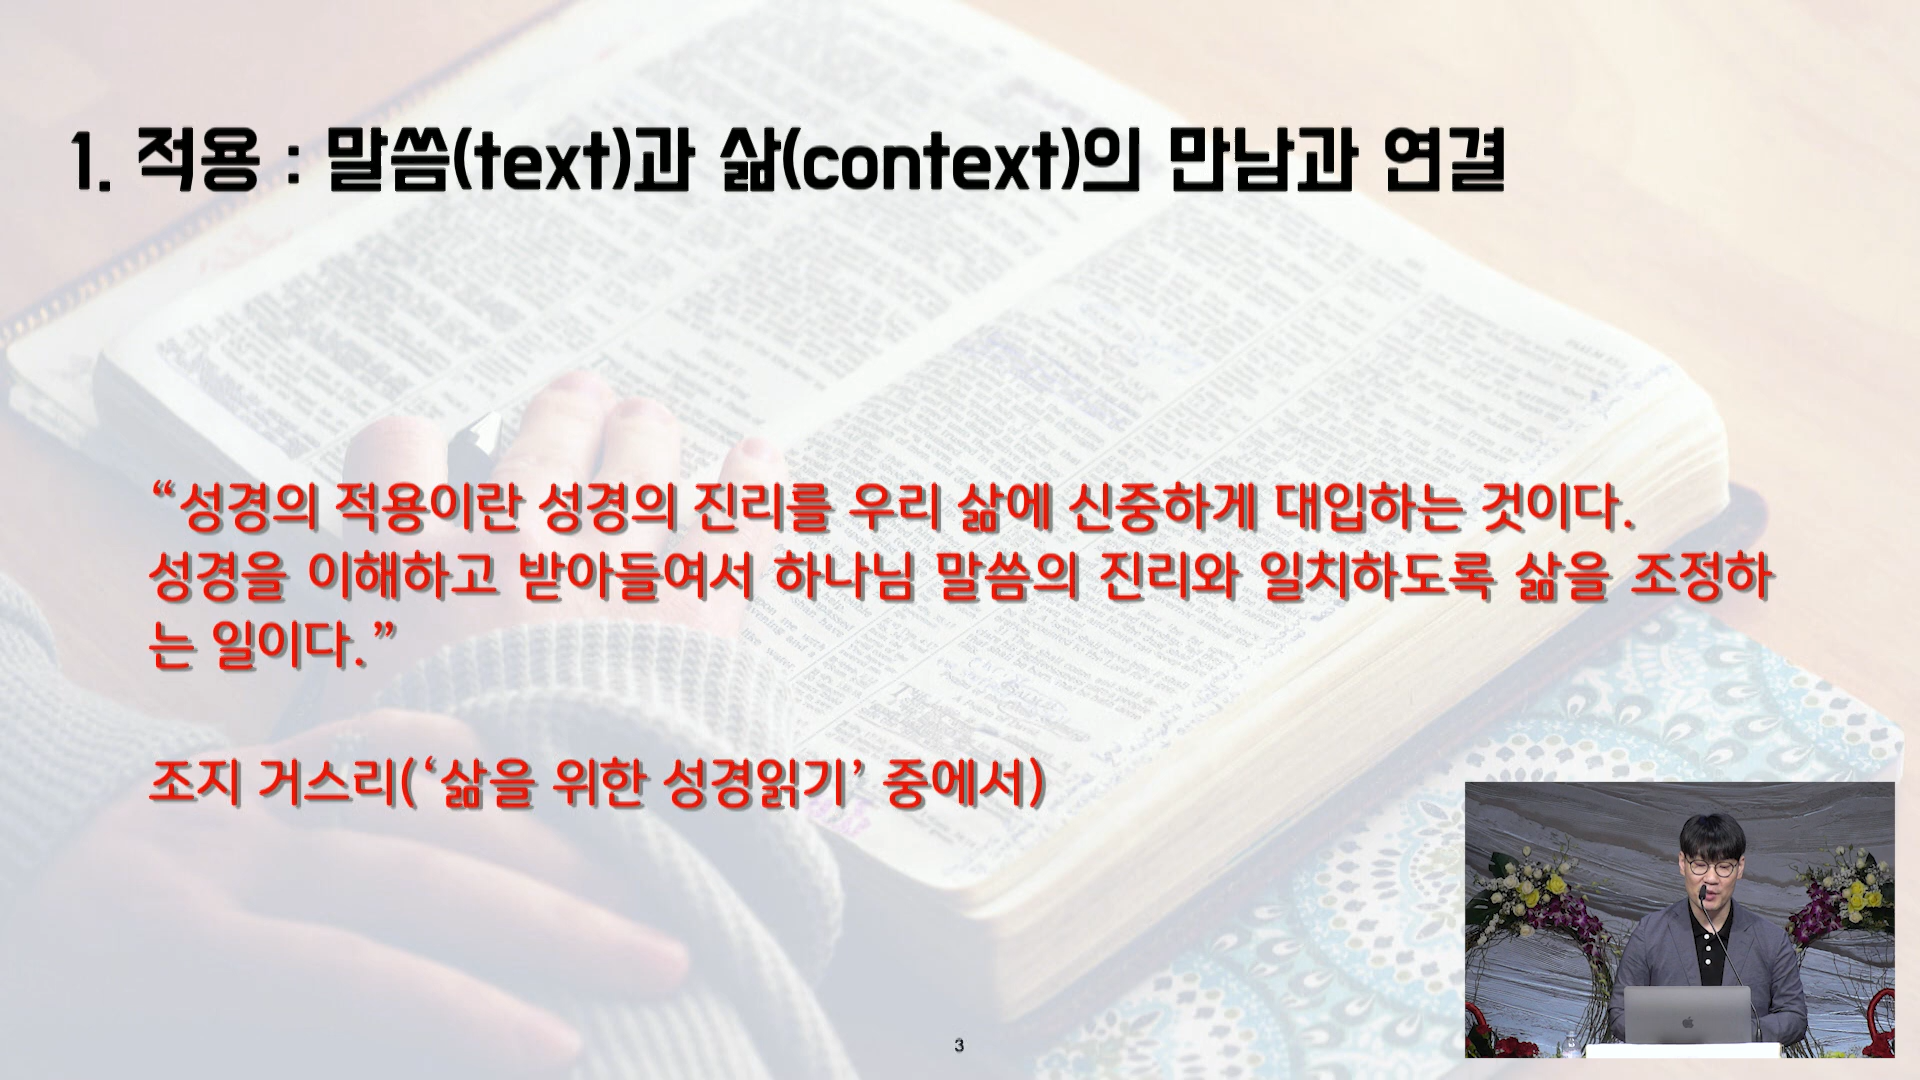 1. 적용 : 말씀(text)과 삶(context)의 만남과 연결
“성경의 적용이란 성경의 진리를 우리 삶에 신중하게 대입하는 것이다.
성경을 이해하고 받아들여서 하나님 말씀의 진리와 일치하도록 삶을 조정하
는 일이다.”
조지 거스리(‘삶을 위한 성경읽기’ 중에서)
3